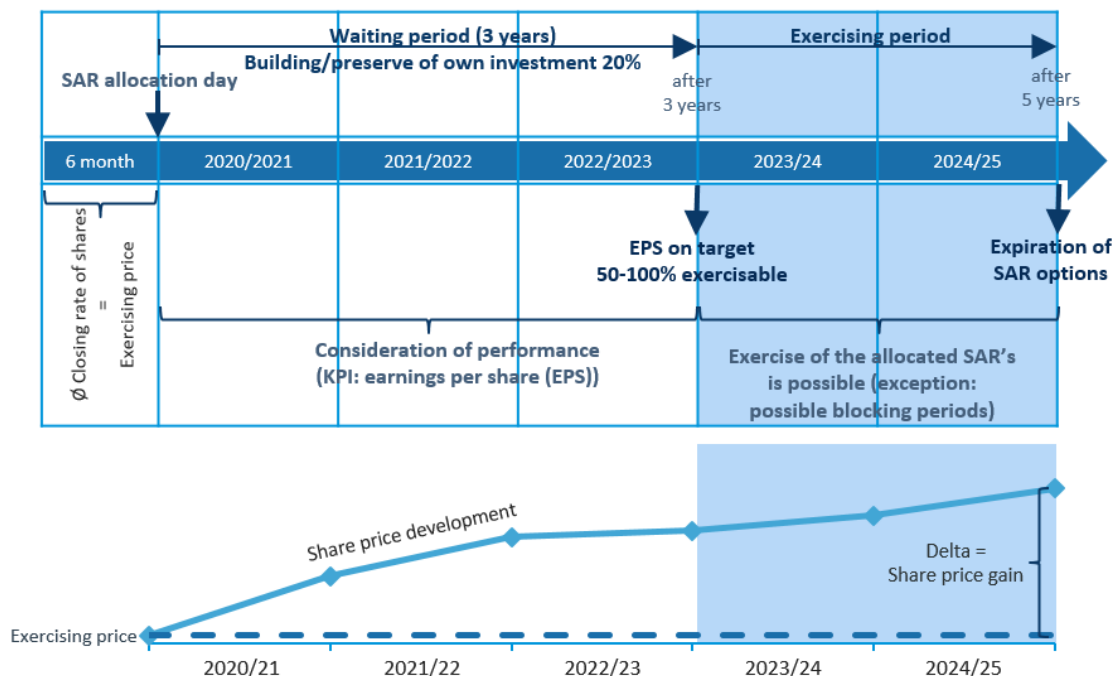 Waiting period (3 years)
Building/preserve of own investment 20%
Exercising period
SAR allocation day
after
3 years
after
5 years
6 month
2020/2021
2021/2022
2022/2023
2023/24
2024/25
Ø Closing rate of shares
=
Exercising price
EPS on target
50-100% exercisable
Expiration of
SAR options
Consideration of performance
(KPI: earnings per share (EPS))
Exercise of the allocated SAR's
is possible (exception:
possible blocking periods)
Share price development
Delta =
Share price gain
Exercising price
2020/21
2021/22
2022/23
2023/24
2024/25